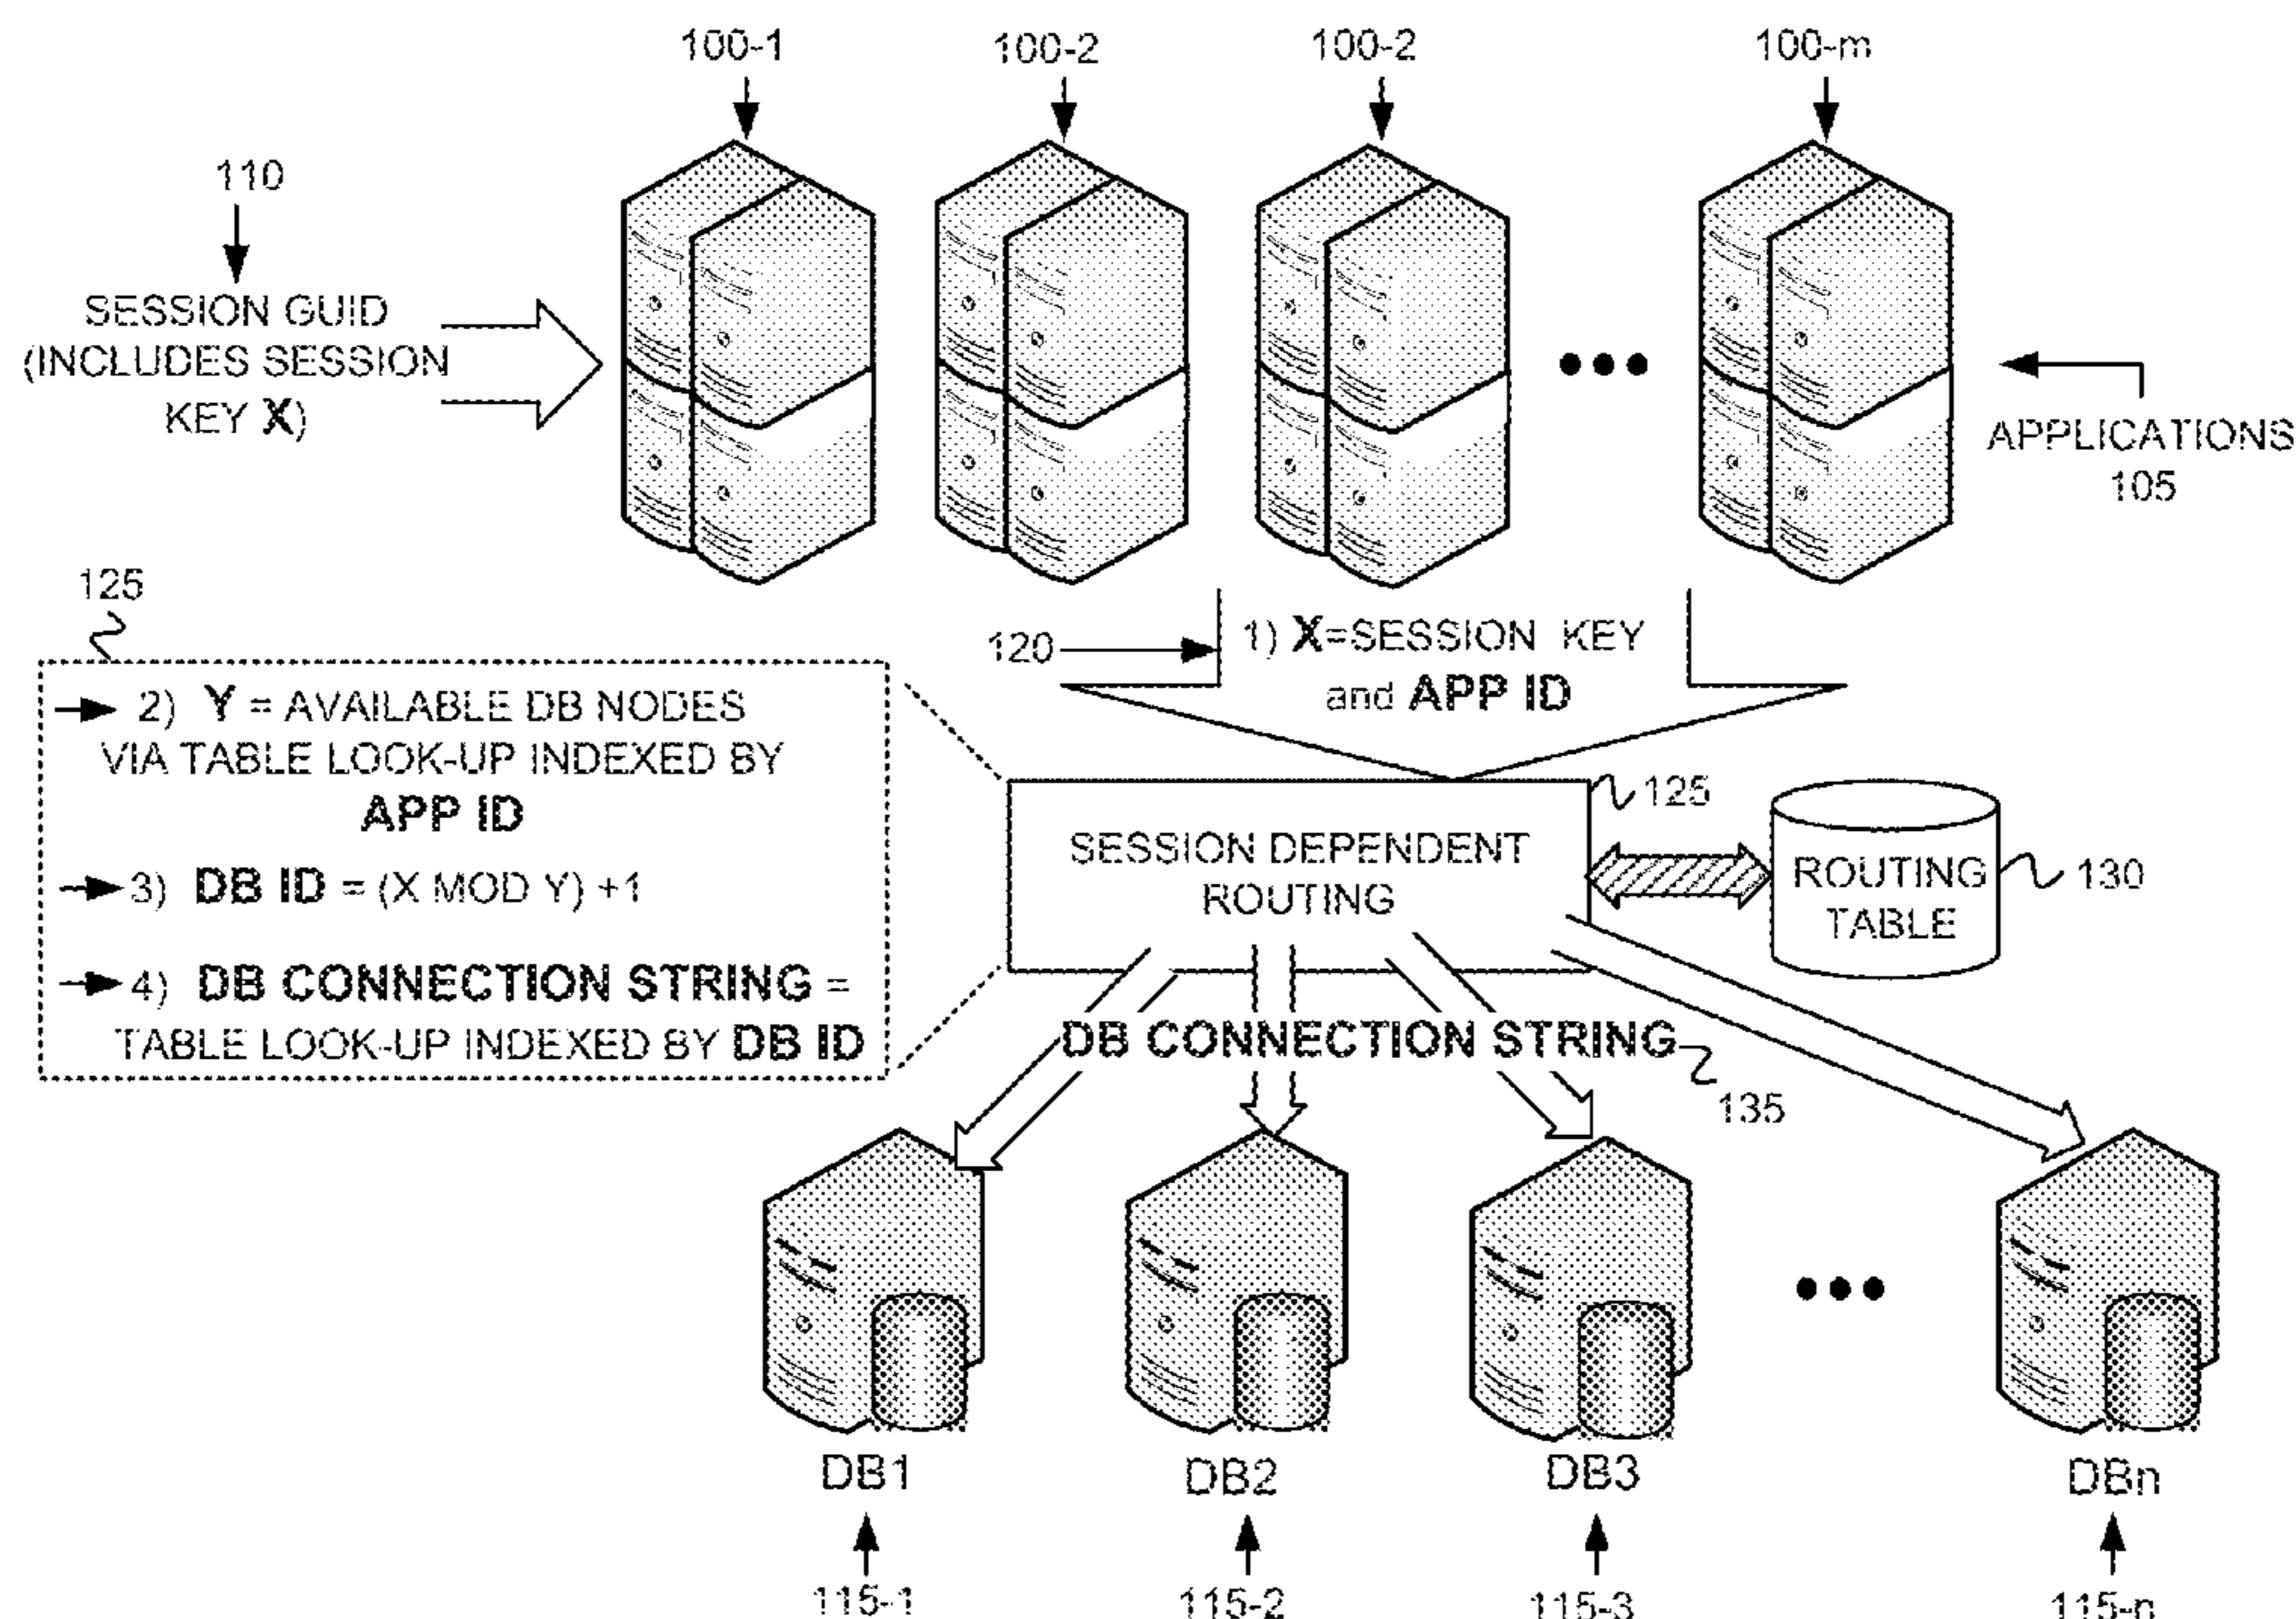 100-1
100-2
100-2
100-m
110
SESSION GUID
(INCLUDES SESSION
KEY X)
APPLICATIONS
105
125
2) Y = AVAILABLE DB NODES
VIA TABLE LOOK-UP INDEXED BY
APP ID
3) DB ID = (X MOD Y) +1
4) DB CONNECTION STRING =
TABLE LOOK-UP INDEXED BY DB ID
120
1) X=SESSION KEY
and APP ID
125
SESSION DEPENDENT
ROUTING
ROUTING
TABLE
130
DB CONNECTION STRING
135
DB1
DB2
DB3
DBn
115-1
115-2
115-3
115-n